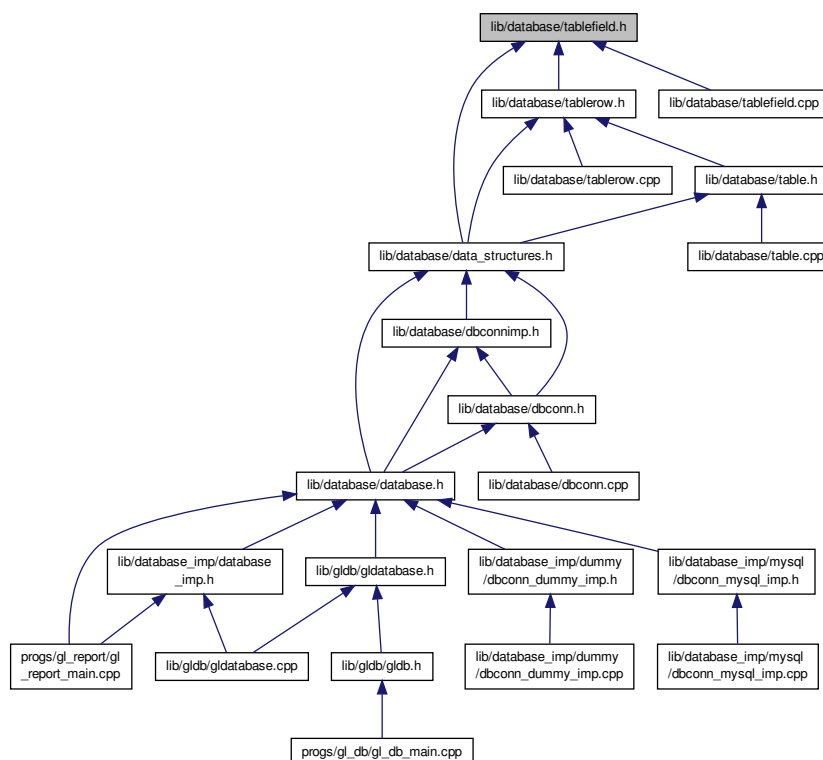 lib/database/tablefield.h
lib/database/tablerow.h
lib/database/tablefield.cpp
lib/database/tablerow.cpp
lib/database/table.h
lib/database/data_structures.h
lib/database/table.cpp
lib/database/dbconnimp.h
lib/database/dbconn.h
lib/database/database.h
lib/database/dbconn.cpp
lib/database_imp/database
_imp.h
lib/gldb/gldatabase.h
lib/database_imp/dummy
/dbconn_dummy_imp.h
lib/database_imp/mysql
/dbconn_mysql_imp.h
progs/gl_report/gl
_report_main.cpp
lib/gldb/gldatabase.cpp
lib/gldb/gldb.h
lib/database_imp/dummy
/dbconn_dummy_imp.cpp
lib/database_imp/mysql
/dbconn_mysql_imp.cpp
progs/gl_db/gl_db_main.cpp